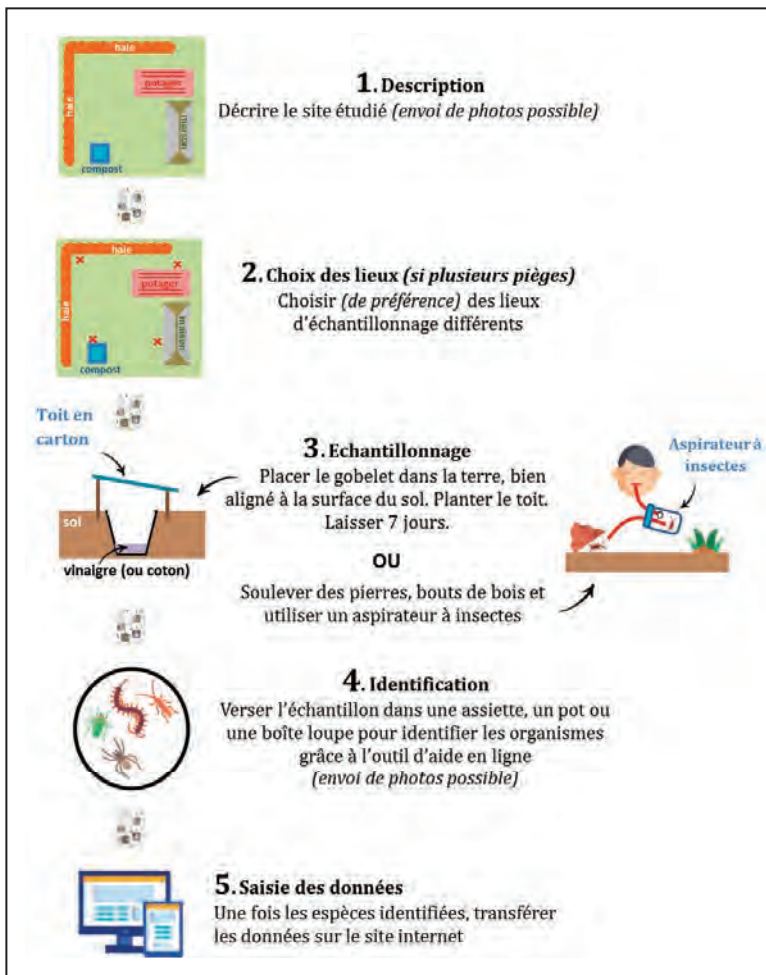 haie
haie
potager
maison
compost
1. Description
Décrire le site étudié (envoi de photos possible)
haie
haie
potager
maison
compost
2. Choix des lieux (si plusieurs pièges)
Choisir (de préférence) des lieux
d'échantillonnage différents
Toit en
carton
sol
vinaigre (ou coton)
3. Echantillonnage
Placer le gobelet dans la terre, bien
aligné à la surface du sol. Planter le toit.
Laisser 7 jours.
OU
Soulever des pierres, bouts de bois et
utiliser un aspirateur à insectes
Aspirateur à
insectes
4. Identification
Verser l'échantillon dans une assiette, un pot ou
une boîte loupe pour identifier les organismes
grâce à l'outil d'aide en ligne
(envoi de photos possible)
5. Saisie des données
Une fois les espèces identifiées, transférer
les données sur le site internet